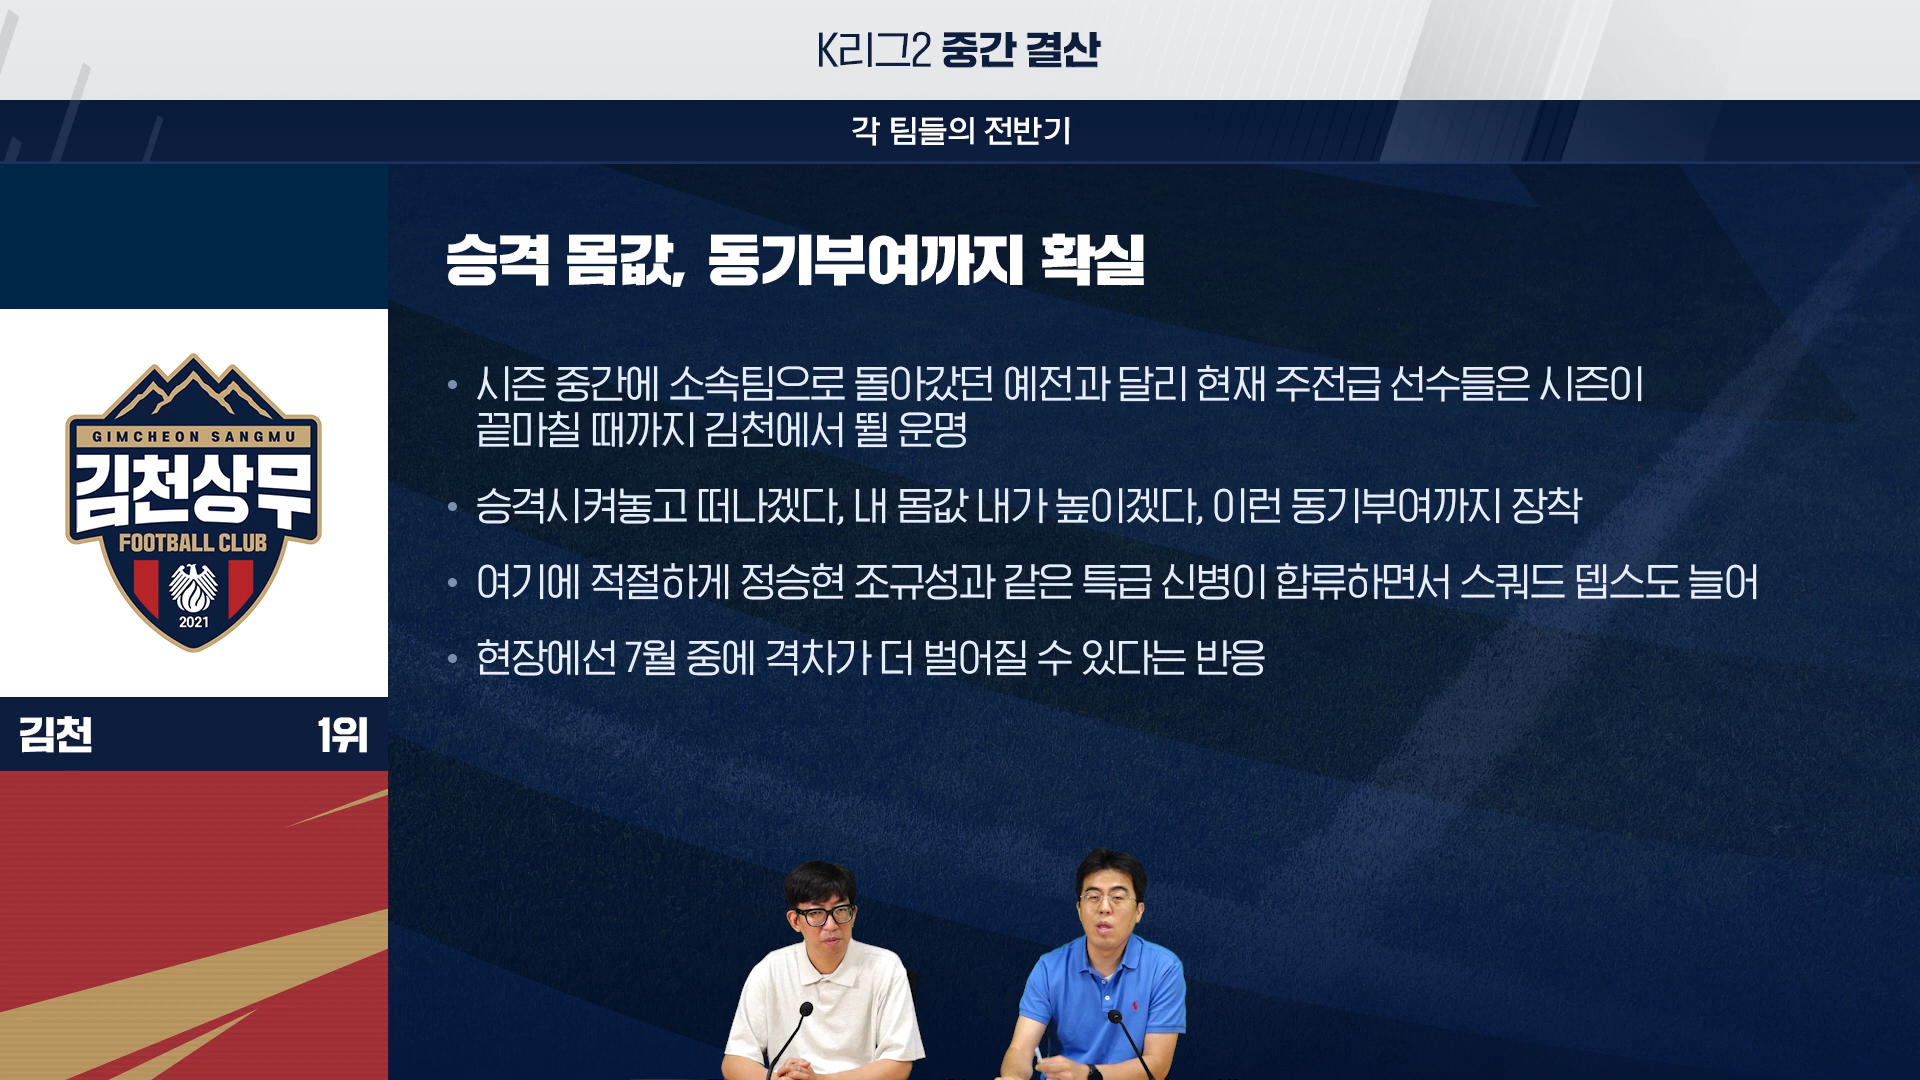 K리그2 중간 결산
각 팀들의 전반기
승격 몸값, 동기부여까지 확실
• 시즌 중간에 소속팀으로 돌아갔던 예전과 달리 현재 주전급 선수들은 시즌이
끝마칠 때까지 김천에서 뛸 운명
• 승격시켜놓고 떠나겠다, 내 몸값 내가 높이겠다, 이런 동기부여까지 장착
• 여기에 적절하게 정승현 조규성과 같은 특급 신병이 합류하면서 스쿼드 뎁스도 늘어
• 현장에선 7월 중에 격차가 더 벌어질 수 있다는 반응
GIMCHEON SANGMU
김천상무
FOOTBALL CLUB
2021
김천 1위